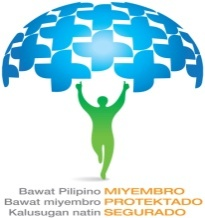 Bawat Pilipino MIYEMBRO
Bawat miyembro PROTEKTADO
Kalusugan natin SEGURADO